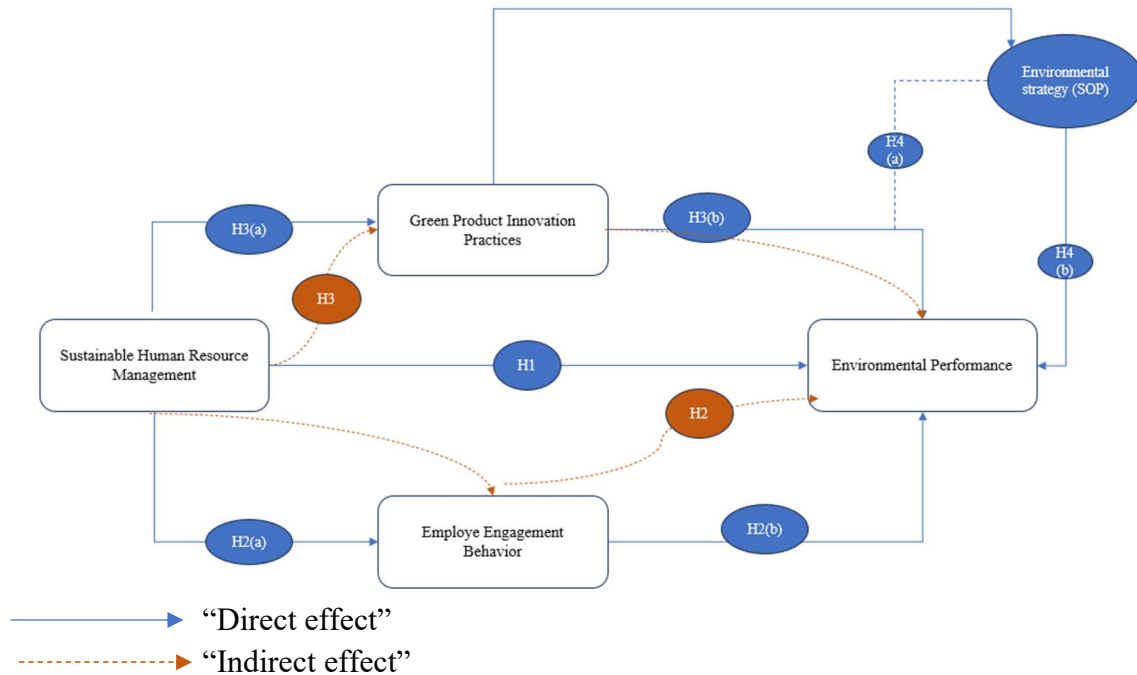 Environmental
strategy (SOP)
H4
(a)
H3(a)
Green Product Innovation
Practices
H3(b)
H4
(b)
H3
Sustainable Human Resource
Management
H1
Environmental Performance
H2
H2(a)
Employe Engagement
Behavior
H2(b)
“Direct effect”
“Indirect effect”